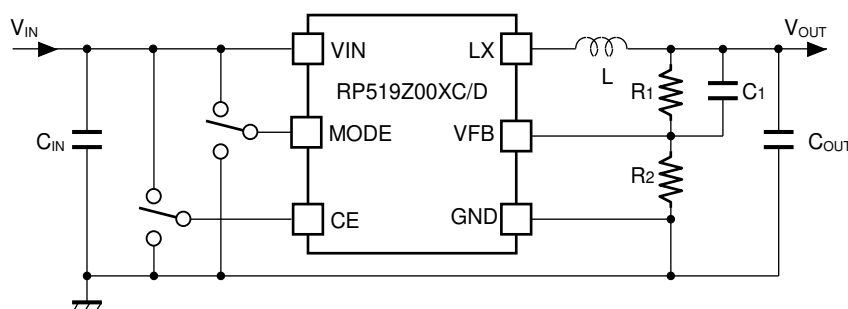 VIN
VOUT
VIN
LX
L
RP519Z00XC/D
R1
C1
CIN
MODE
VFB
COUT
R2
CE
GND